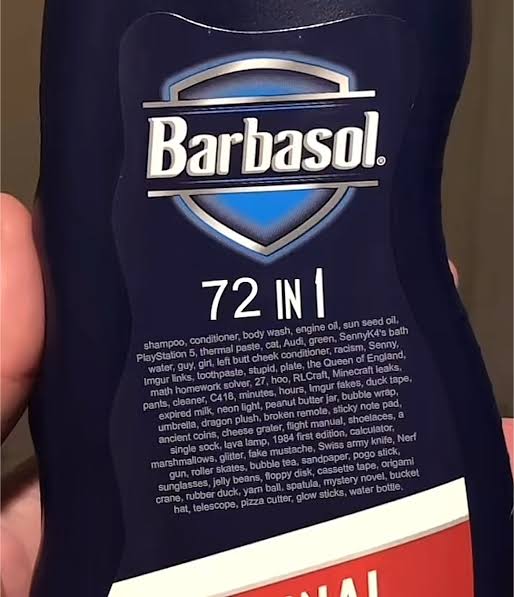 Barbasol®
72 IN 1
shampoo, conditioner, body wash, engine oil, sun seed oil,
PlayStation 5, thermal paste, cat, Audi, green, SennyK4's bath
water, guy, girl, left butt cheek conditioner, racism, Senny,
Imgur links, toothpaste, stupid, plate, the Queen of England,
math homework solver, 27, hoo, RLCraft, Minecraft leaks,
pants, cleaner, C418, minutes, hours, Imgur fakes, duck tape,
expired milk, neon light, peanut butter jar, bubble wrap,
umbrella, dragon plush, broken remote, sticky note pad,
ancient coins, cheese grater, flight manual, shoelaces, a
single sock, lava lamp, 1984 first edition, calculator,
marshmallows, glitter, fake mustache, Swiss army knife, Nerf
gun, roller skates, bubble tea, sandpaper, pogo stick,
sunglasses, jelly beans, floppy disk, cassette tape, origami
crane, rubber duck, yarn ball, spatula, mystery novel, bucket
hat, telescope, pizza cutter, glow sticks, water bottle,